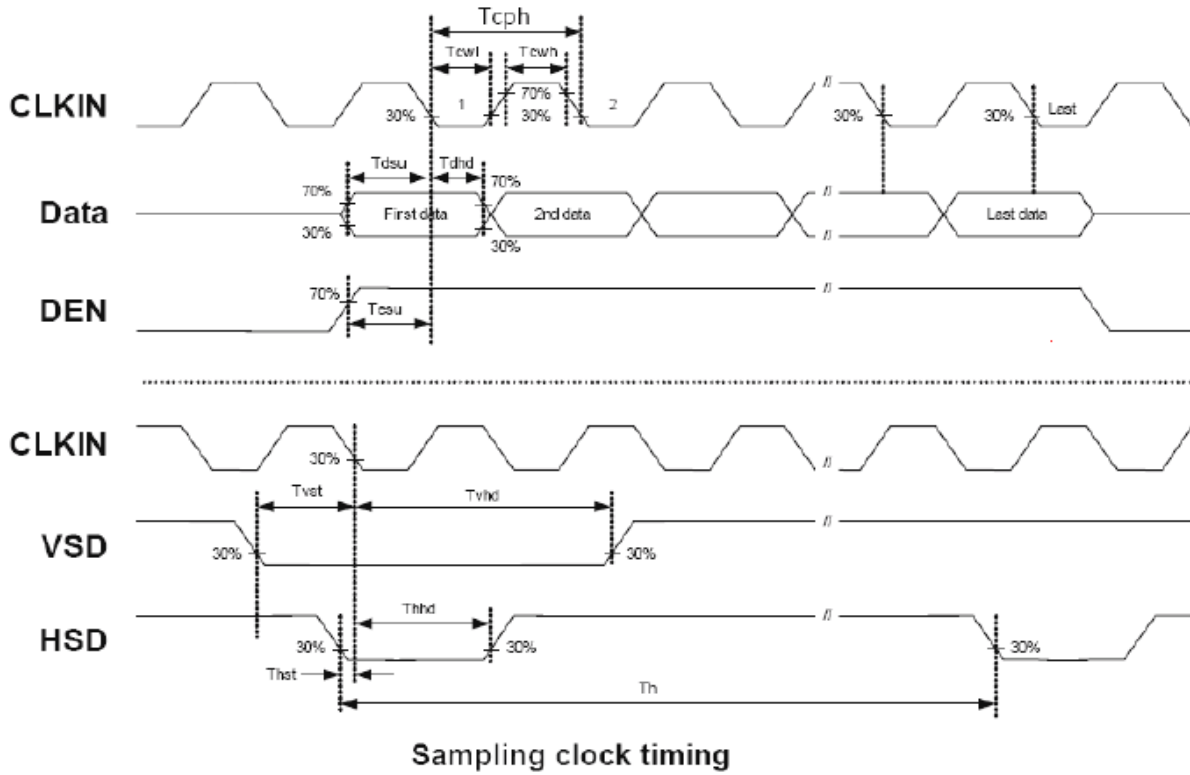 Tcph
Tcwl Tcwh
CLKIN
1
70%
2
30%
30%
30%
30%
Last
Tdsu Tdhd
70%
70%
Data
First data
2nd data
Last data
30%
30%
DEN
70%
Tesu
CLKIN
30%
Tvst
Tvhd
VSD
30%
30%
HSD
Thhd
30%
30%
30%
Thst
Th
Sampling clock timing